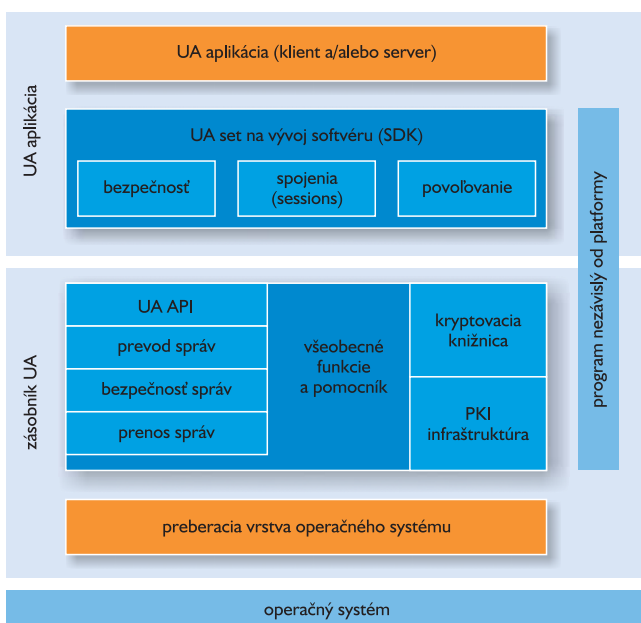 UA aplikácia
UA aplikácia (klient a/alebo server)
UA set na vývoj softvéru (SDK)
bezpečnosť
spojenia
(sessions)
povoľovanie
program nezávislý od platformy
zásobník UA
UA API
prevod správ
bezpečnosť správ
prenos správ
všeobecné
funkcie
a pomocník
kryptovacia
knižnica
PKI
infraštruktúra
preberacia vrstva operačného systému
operačný systém